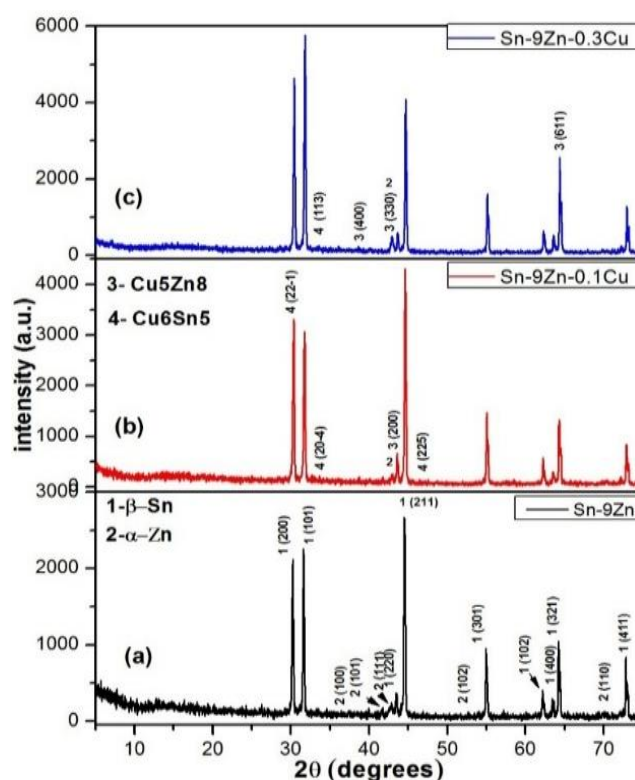 6000
Sn-9Zn-0.3Cu
4000
2000
0
(c)
4 (113)
3 (400)
3 (330) 2
3 (611)
4000
3- Cu5Zn8
4- Cu6Sn5
Sn-9Zn-0.1Cu
3000
2000
1000
0
(b)
4 (22-1)
4 (20-4)
2
3 (200)
4 (225)
3000
1-β–Sn
2-α–Zn
Sn-9Zn
2000
1000
0
(a)
1 (200)
1 (101)
2 (100)
2 (101)
2 (111)
1 (220)
1 (211)
2 (102)
1 (301)
1 (102)
1 (400)
1 (321)
2 (110)
1 (411)
intensity (a.u.)
10 20 30 40 50 60 70
2θ (degrees)